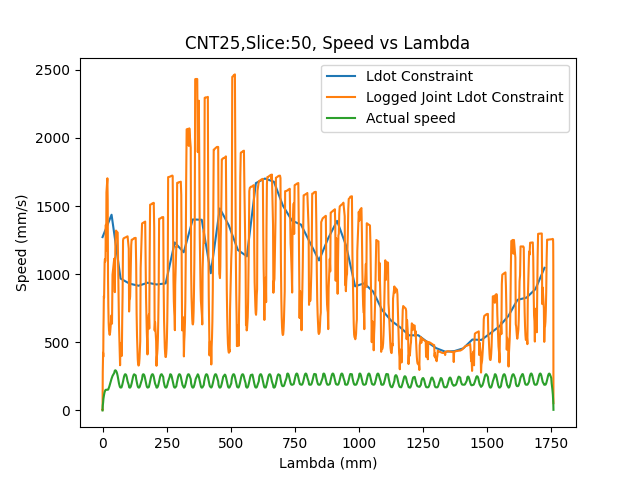 CNT25,Slice:50, Speed vs Lambda
Ldot Constraint
Logged Joint Ldot Constraint
Actual speed
Speed (mm/s)
2500
2000
1500
1000
500
0
0 250 500 750 1000 1250 1500 1750
Lambda (mm)